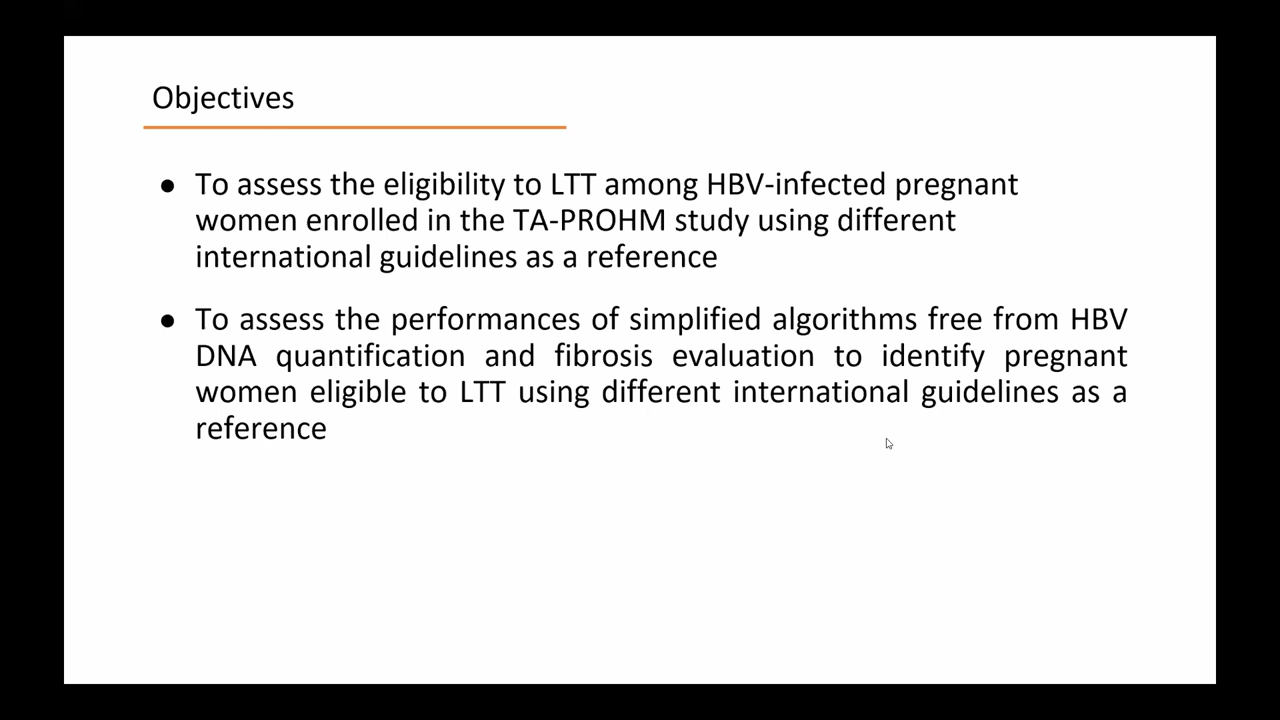 Objectives
● To assess the eligibility to LTT among HBV-infected pregnant
women enrolled in the TA-PROHM study using different
international guidelines as a reference
● To assess the performances of simplified algorithms free from HBV
DNA quantification and fibrosis evaluation to identify pregnant
women eligible to LTT using different international guidelines as a
reference